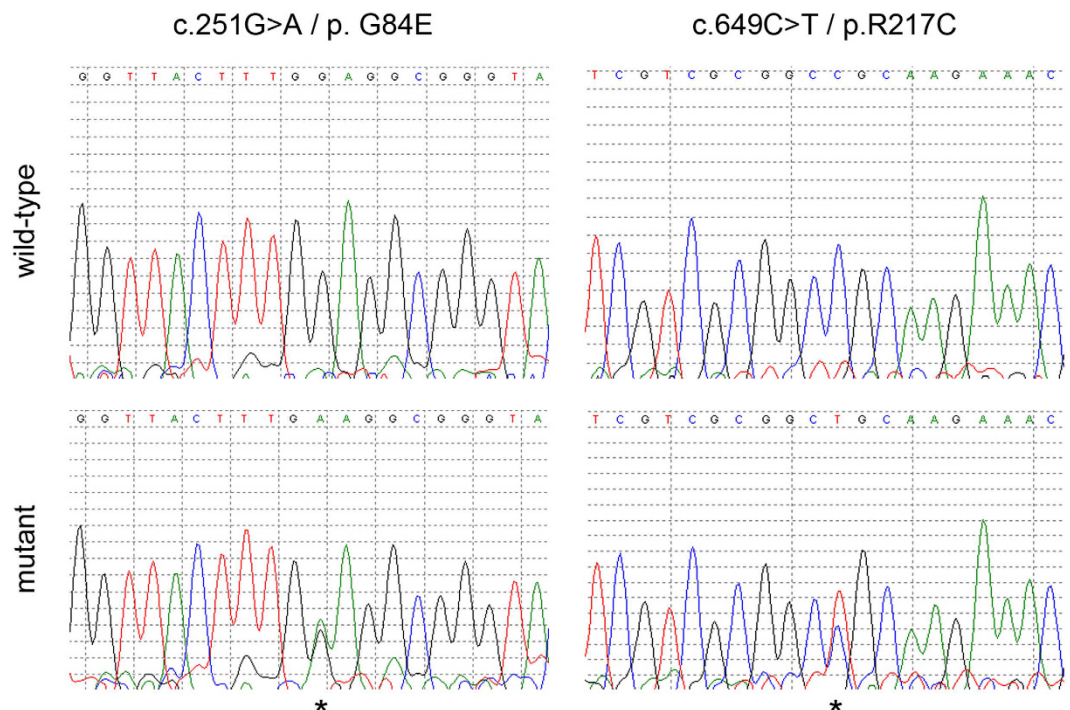 c.251G>A / p. G84E
c.649C>T / p.R217C
wild-type
G G T T A C T T T G G A G G C G G G T A
T C G T C G C G G C C G C A A G A A A C
mutant
G G T T A C T T T G A A G G C G G G T A
T C G T C G C G G C T G C A A G A A A C
*
*